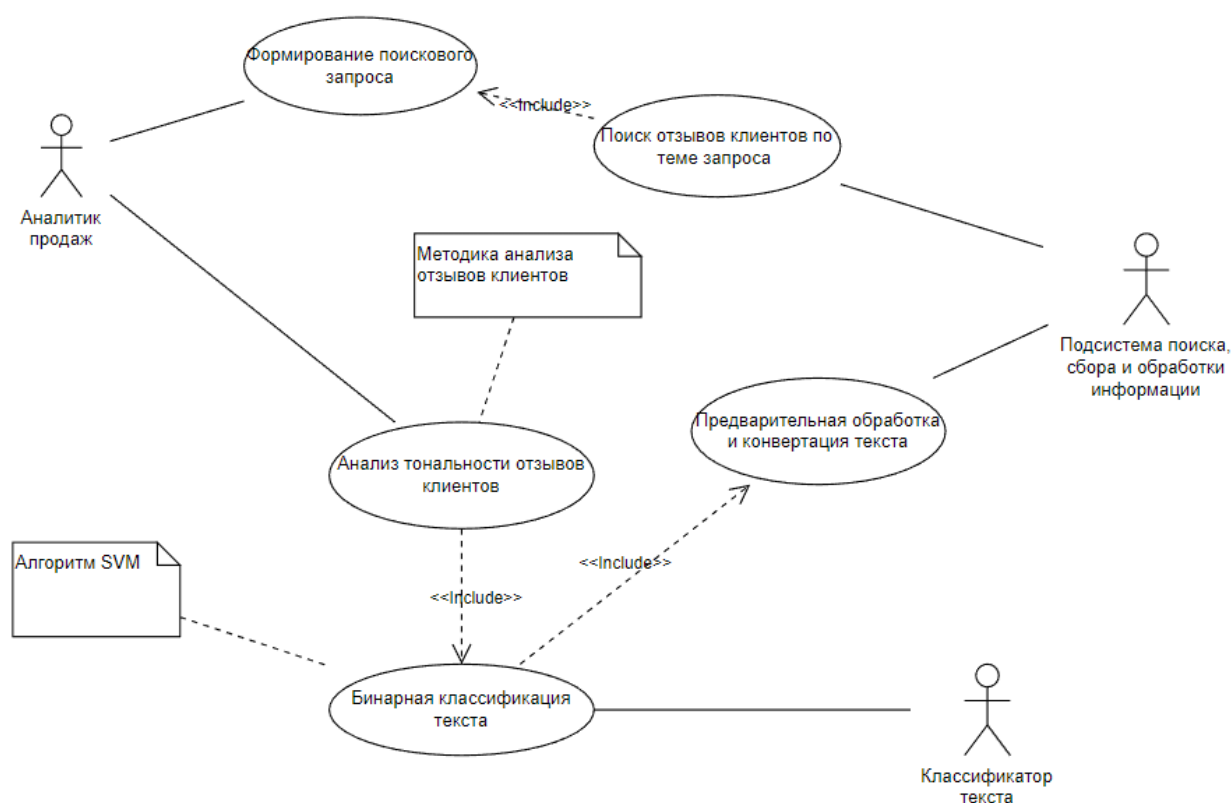 Формирование поискового
запроса
<<Include>>
Поиск отзывов клиентов по
теме запроса
Аналитик
продаж
Методика анализа
отзывов клиентов
Подсистема поиска,
сбора и обработки
информации
Предварительная обработка
и конвертация текста
Анализ тональности отзывов
клиентов
Алгоритм SVM
<<Include>>
<<Include>>
Бинарная классификация
текста
Классификатор
текста